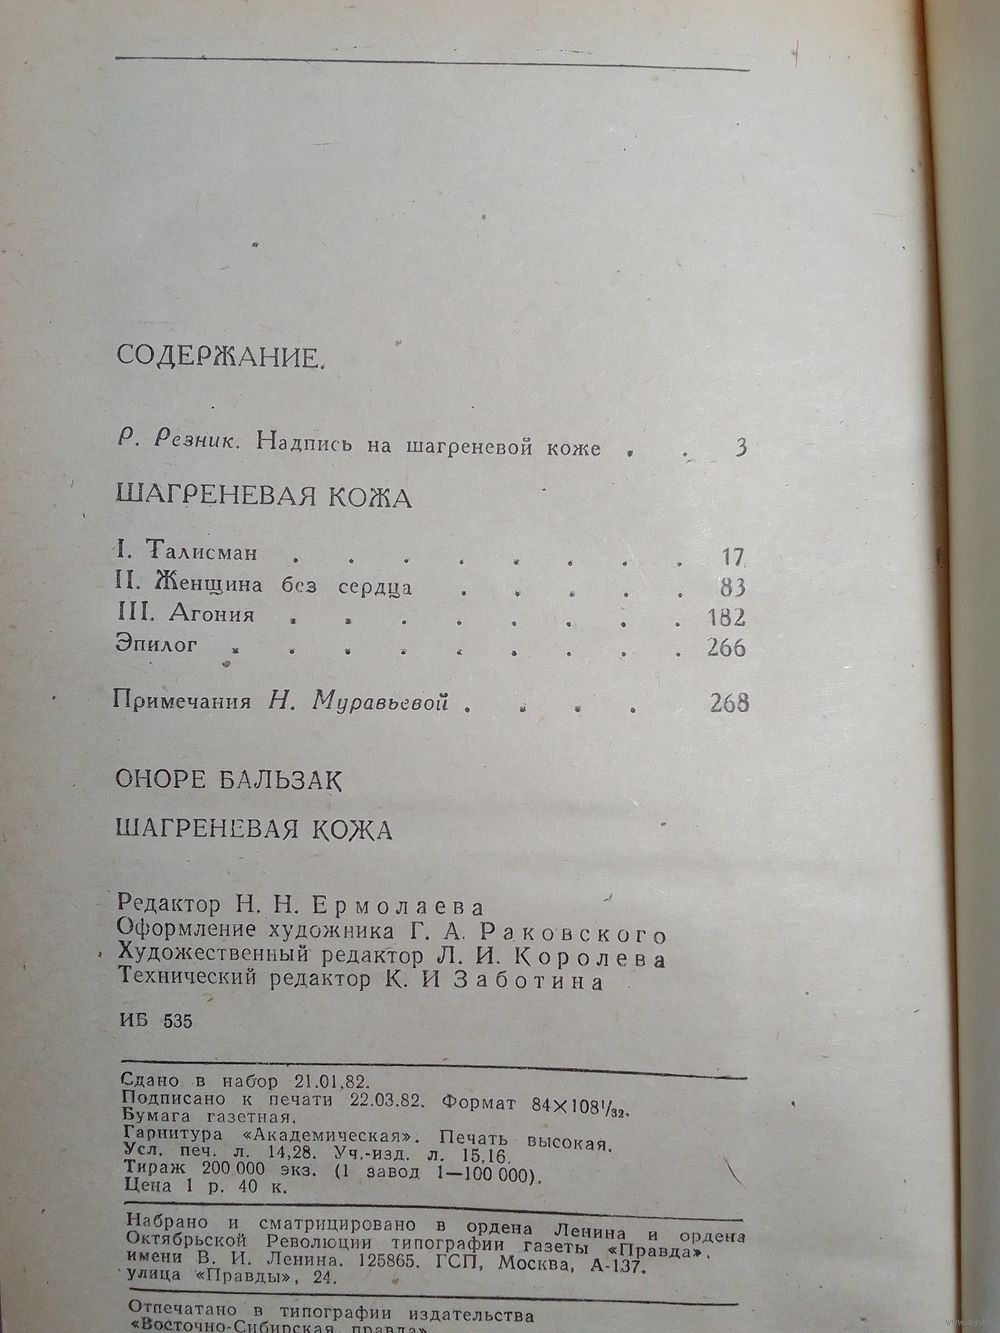 СОДЕРЖАНИЕ.
Р. Резник. Надпись на шагреневой коже . . 3
ШАГРЕНЕВАЯ КОЖА
I. Талисман . . . . . . . . 17
II. Женщина без сердца . . . . . 83
III. Агония . . . . . . . . 182
Эпилог . . . . . . . . . 266
Примечания Н. Муравьевой . . . . 268
ОНОРЕ БАЛЬЗАК
ШАГРЕНЕВАЯ КОЖА
Редактор Н. Н. Ермолаева
Оформление художника Г. А. Раковского
Художественный редактор Л. И. Королева
Технический редактор К. И Заботина
ИБ 535
Сдано в набор 21.01.82.
Подписано к печати 22.03.82. Формат 84×108¹/₃₂.
Бумага газетная.
Гарнитура «Академическая». Печать высокая.
Усл. печ. л. 14,28. Уч.-изд. л. 15,16.
Тираж 200 000 экз. (1 завод 1—100 000).
Цена 1 р. 40 к.
Набрано и сматрицировано в ордена Ленина и ордена
Октябрьской Революции типографии газеты «Правда».
имени В. И. Ленина. 125865. ГСП, Москва, А-137.
улица «Правды», 24.
Отпечатано в типографии издательства
«Восточно-Сибирская правда»